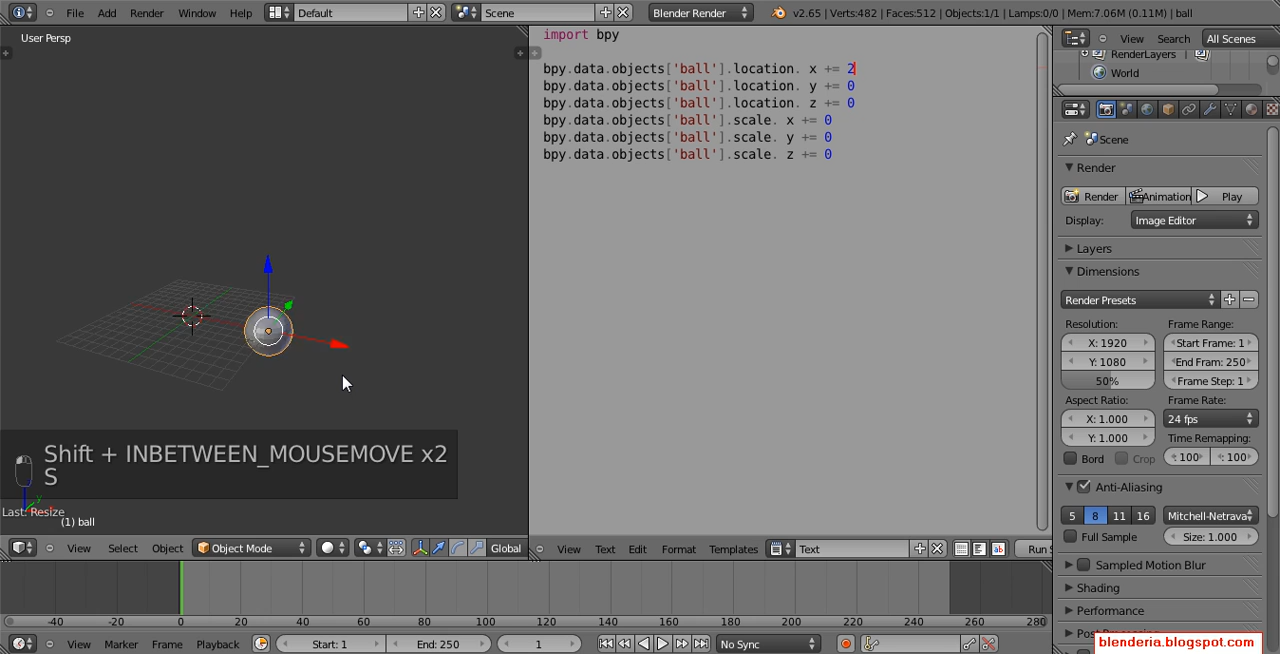 File Add Render Window Help Default Scene Blender Render v2.65 | Verts:482 | Faces:512 | Objects:1/1 | Lamps:0/0 | Mem:7.06M (0.11M) | ball
User Persp
import bpy
bpy.data.objects['ball'].location. x += 2
bpy.data.objects['ball'].location. y += 0
bpy.data.objects['ball'].location. z += 0
bpy.data.objects['ball'].scale. x += 0
bpy.data.objects['ball'].scale. y += 0
bpy.data.objects['ball'].scale. z += 0
Shift + INBETWEEN_MOUSEMOVE x2
S
Last: Resize
(1) ball
View Select Object Object Mode Global
View Text Edit Format Templates Text Run S
-40 -20 0 20 40 60 80 100 120 140 160 180 200 220 240 260 280
View Marker Frame Playback Start: 1 End: 250 1 No Sync
View Search All Scenes
RenderLayers
World
Scene
Render
Render Animation Play
Display: Image Editor
Layers
Dimensions
Render Presets
Resolution: Frame Range:
X: 1920 Start Frame: 1
Y: 1080 End Fram: 250
50% Frame Step: 1
Aspect Ratio: Frame Rate:
X: 1.000 24 fps
Y: 1.000 Time Remapping:
Bord Crop : 100 : 100
Anti-Aliasing
5 8 11 16 Mitchell-Netrava
Full Sample Size: 1.000
Sampled Motion Blur
Shading
Performance
blenderia.blogspot.com